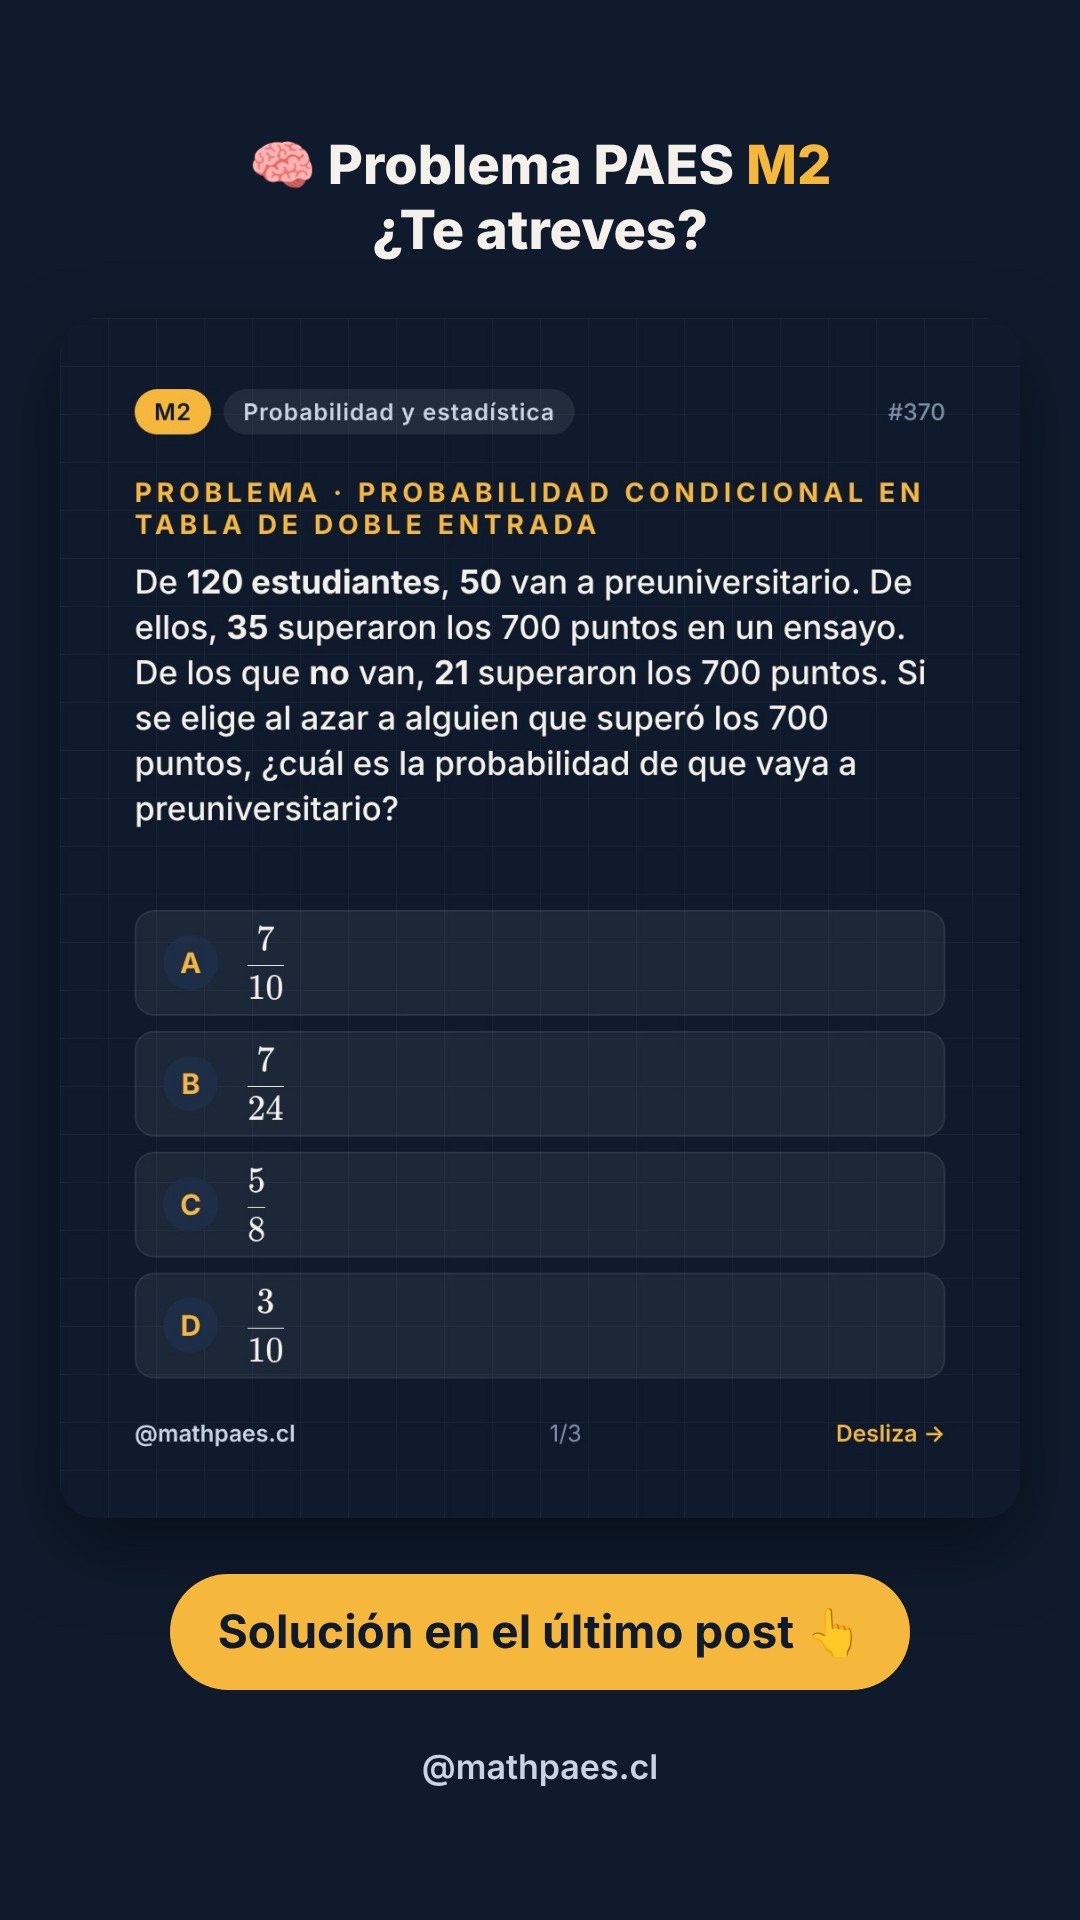 🧠 Problema PAES M2
¿Te atreves?
M2 Probabilidad y estadística #370
PROBLEMA · PROBABILIDAD CONDICIONAL EN
TABLA DE DOBLE ENTRADA
De 120 estudiantes, 50 van a preuniversitario. De
ellos, 35 superaron los 700 puntos en un ensayo.
De los que no van, 21 superaron los 700 puntos. Si
se elige al azar a alguien que superó los 700
puntos, ¿cuál es la probabilidad de que vaya a
preuniversitario?
A 7/10
B 7/24
C 5/8
D 3/10
@mathpaes.cl 1/3 Desliza →
Solución en el último post 👆
@mathpaes.cl